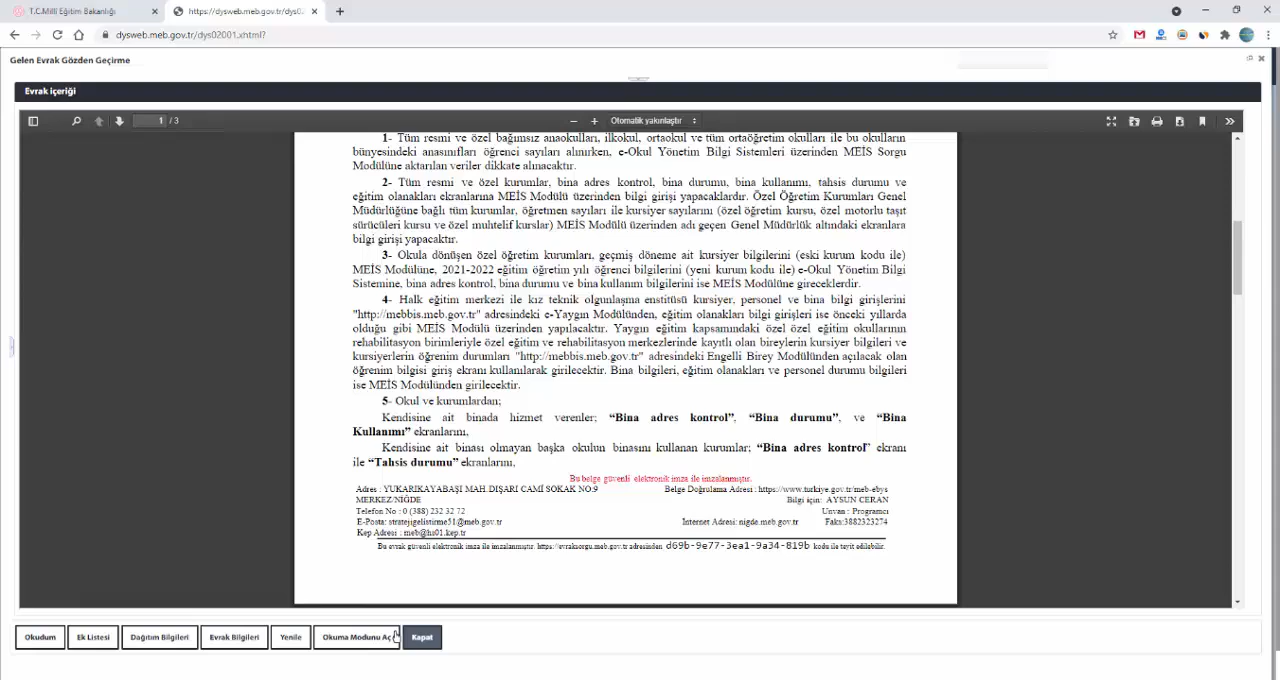 T.C.Millî Eğitim Bakanlığı
https://dysweb.meb.gov.tr/dys02
dysweb.meb.gov.tr/dys02001.xhtml?
Gelen Evrak Gözden Geçirme
Evrak içeriği
1 / 3
Otomatik yakınlaştır
1- Tüm resmi ve özel bağımsız anaokulları, ilkokul, ortaokul ve tüm ortaöğretim okulları ile bu okulların
bünyesindeki anasınıfları öğrenci sayıları alınırken, e-Okul Yönetim Bilgi Sistemleri üzerinden MEİS Sorgu
Modülüne aktarılan veriler dikkate alınacaktır.
2- Tüm resmi ve özel kurumlar, bina adres kontrol, bina durumu, bina kullanımı, tahsis durumu ve
eğitim olanakları ekranlarına MEİS Modülü üzerinden bilgi girişi yapacaklardır. Özel Öğretim Kurumları Genel
Müdürlüğüne bağlı tüm kurumlar, öğretmen sayıları ile kursiyer sayılarını (özel öğretim kursu, özel motorlu taşıt
sürücüleri kursu ve özel muhtelif kurslar) MEİS Modülü üzerinden adı geçen Genel Müdürlük altındaki ekranlara
bilgi girişi yapacaktır.
3- Okula dönüşen özel öğretim kurumları, geçmiş döneme ait kursiyer bilgilerini (eski kurum kodu ile)
MEİS Modülüne, 2021-2022 eğitim öğretim yılı öğrenci bilgilerini (yeni kurum kodu ile) e-Okul Yönetim Bilgi
Sistemine, bina adres kontrol, bina durumu ve bina kullanım bilgilerini ise MEİS Modülüne gireceklerdir.
4- Halk eğitim merkezi ile kız teknik olgunlaşma enstitüsü kursiyer, personel ve bina bilgi girişlerini
"http://mebbis.meb.gov.tr" adresindeki e-Yaygın Modülünden, eğitim olanakları bilgi girişleri ise önceki yıllarda
olduğu gibi MEİS Modülü üzerinden yapılacaktır. Yaygın eğitim kapsamındaki özel özel eğitim okullarının
rehabilitasyon birimleriyle özel eğitim ve rehabilitasyon merkezlerinde kayıtlı olan bireylerin kursiyer bilgileri ve
kursiyerlerin öğrenim durumları "http://mebbis.meb.gov.tr" adresindeki Engelli Birey Modülünden açılacak olan
öğrenim bilgisi giriş ekranı kullanılarak girilecektir. Bina bilgileri, eğitim olanakları ve personel durumu bilgileri
ise MEİS Modülünden girilecektir.
5- Okul ve kurumlardan;
Kendisine ait binada hizmet verenler; “Bina adres kontrol”, “Bina durumu”, ve “Bina
Kullanımı” ekranlarını,
Kendisine ait binası olmayan başka okulun binasını kullanan kurumlar; “Bina adres kontrol” ekranı
ile “Tahsis durumu” ekranlarını,
Bu belge güvenli elektronik imza ile imzalanmıştır.
Adres : YUKARIKAYABAŞI MAH. DIŞARI CAMİ SOKAK NO:9
Belge Doğrulama Adresi : https://www.turkiye.gov.tr/meb-ebys
MERKEZ/NİĞDE
Bilgi için: AYSUN CERAN
Telefon No : 0 (388) 232 32 72
Unvan : Programcı
E-Posta: stratejigelistirme51@meb.gov.tr
Internet Adresi: nigde.meb.gov.tr
Faks:3882323274
Kep Adresi : meb@hs01.kep.tr
Bu evrak güvenli elektronik imza ile imzalanmıştır. https://evraksorgu.meb.gov.tr adresinden d69b-9e77-3ea1-9a34-819b kodu ile teyit edilebilir.
Okudum
Ek Listesi
Dağıtım Bilgileri
Evrak Bilgileri
Yenile
Okuma Modunu Aç
Kapat